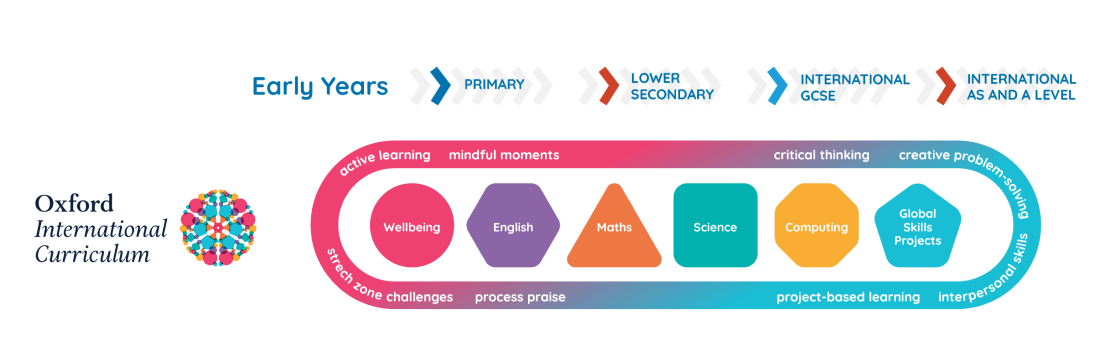 Early Years
PRIMARY
LOWER
SECONDARY
INTERNATIONAL
GCSE
INTERNATIONAL
AS AND A LEVEL
active learning
mindful moments
critical thinking
creative problem-solving
Oxford
International
Curriculum
Wellbeing
English
Maths
Science
Computing
Global
Skills
Projects
strech zone challenges
process praise
project-based learning
interpersonal skills